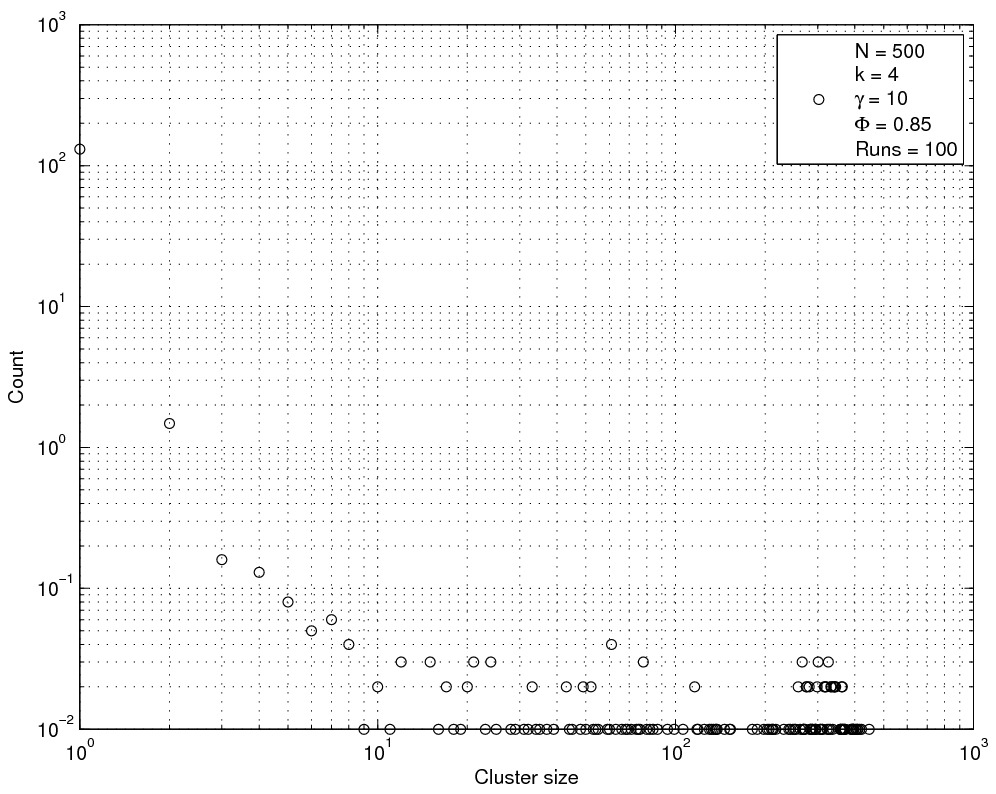 10³
10²
10¹
10⁰
10⁻¹
10⁻²
Count
10⁰
10¹
10²
10³
Cluster size
N = 500
k = 4
γ = 10
Φ = 0.85
Runs = 100